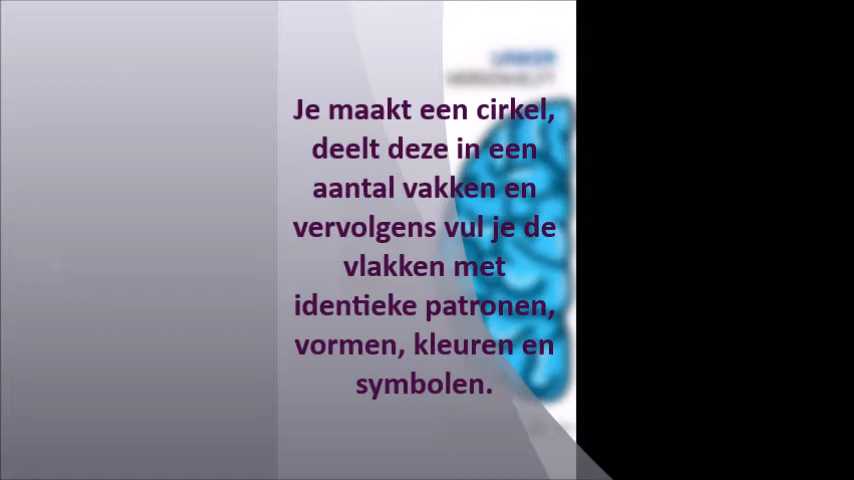 Je maakt een cirkel,
deelt deze in een
aantal vakken en
vervolgens vul je de
vlakken met
identieke patronen,
vormen, kleuren en
symbolen.